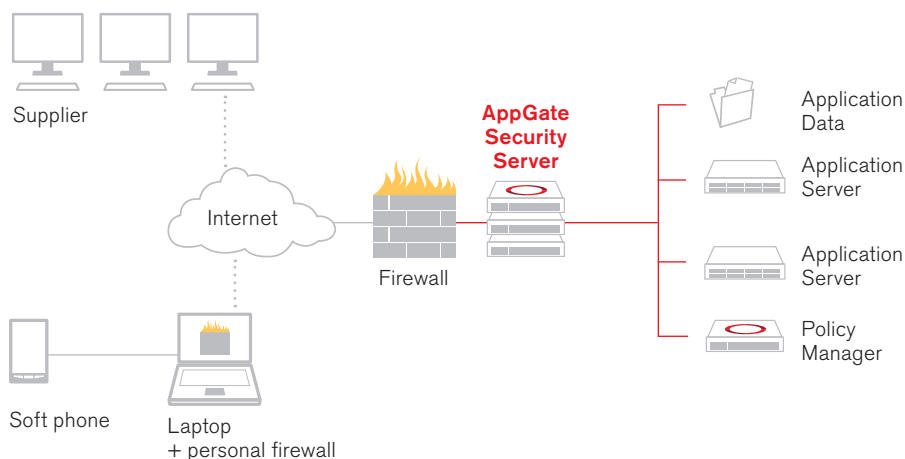 Supplier
AppGate
Security
Server
Application
Data
Application
Server
Internet
Firewall
Application
Server
Policy
Manager
Soft phone
Laptop
+ personal firewall